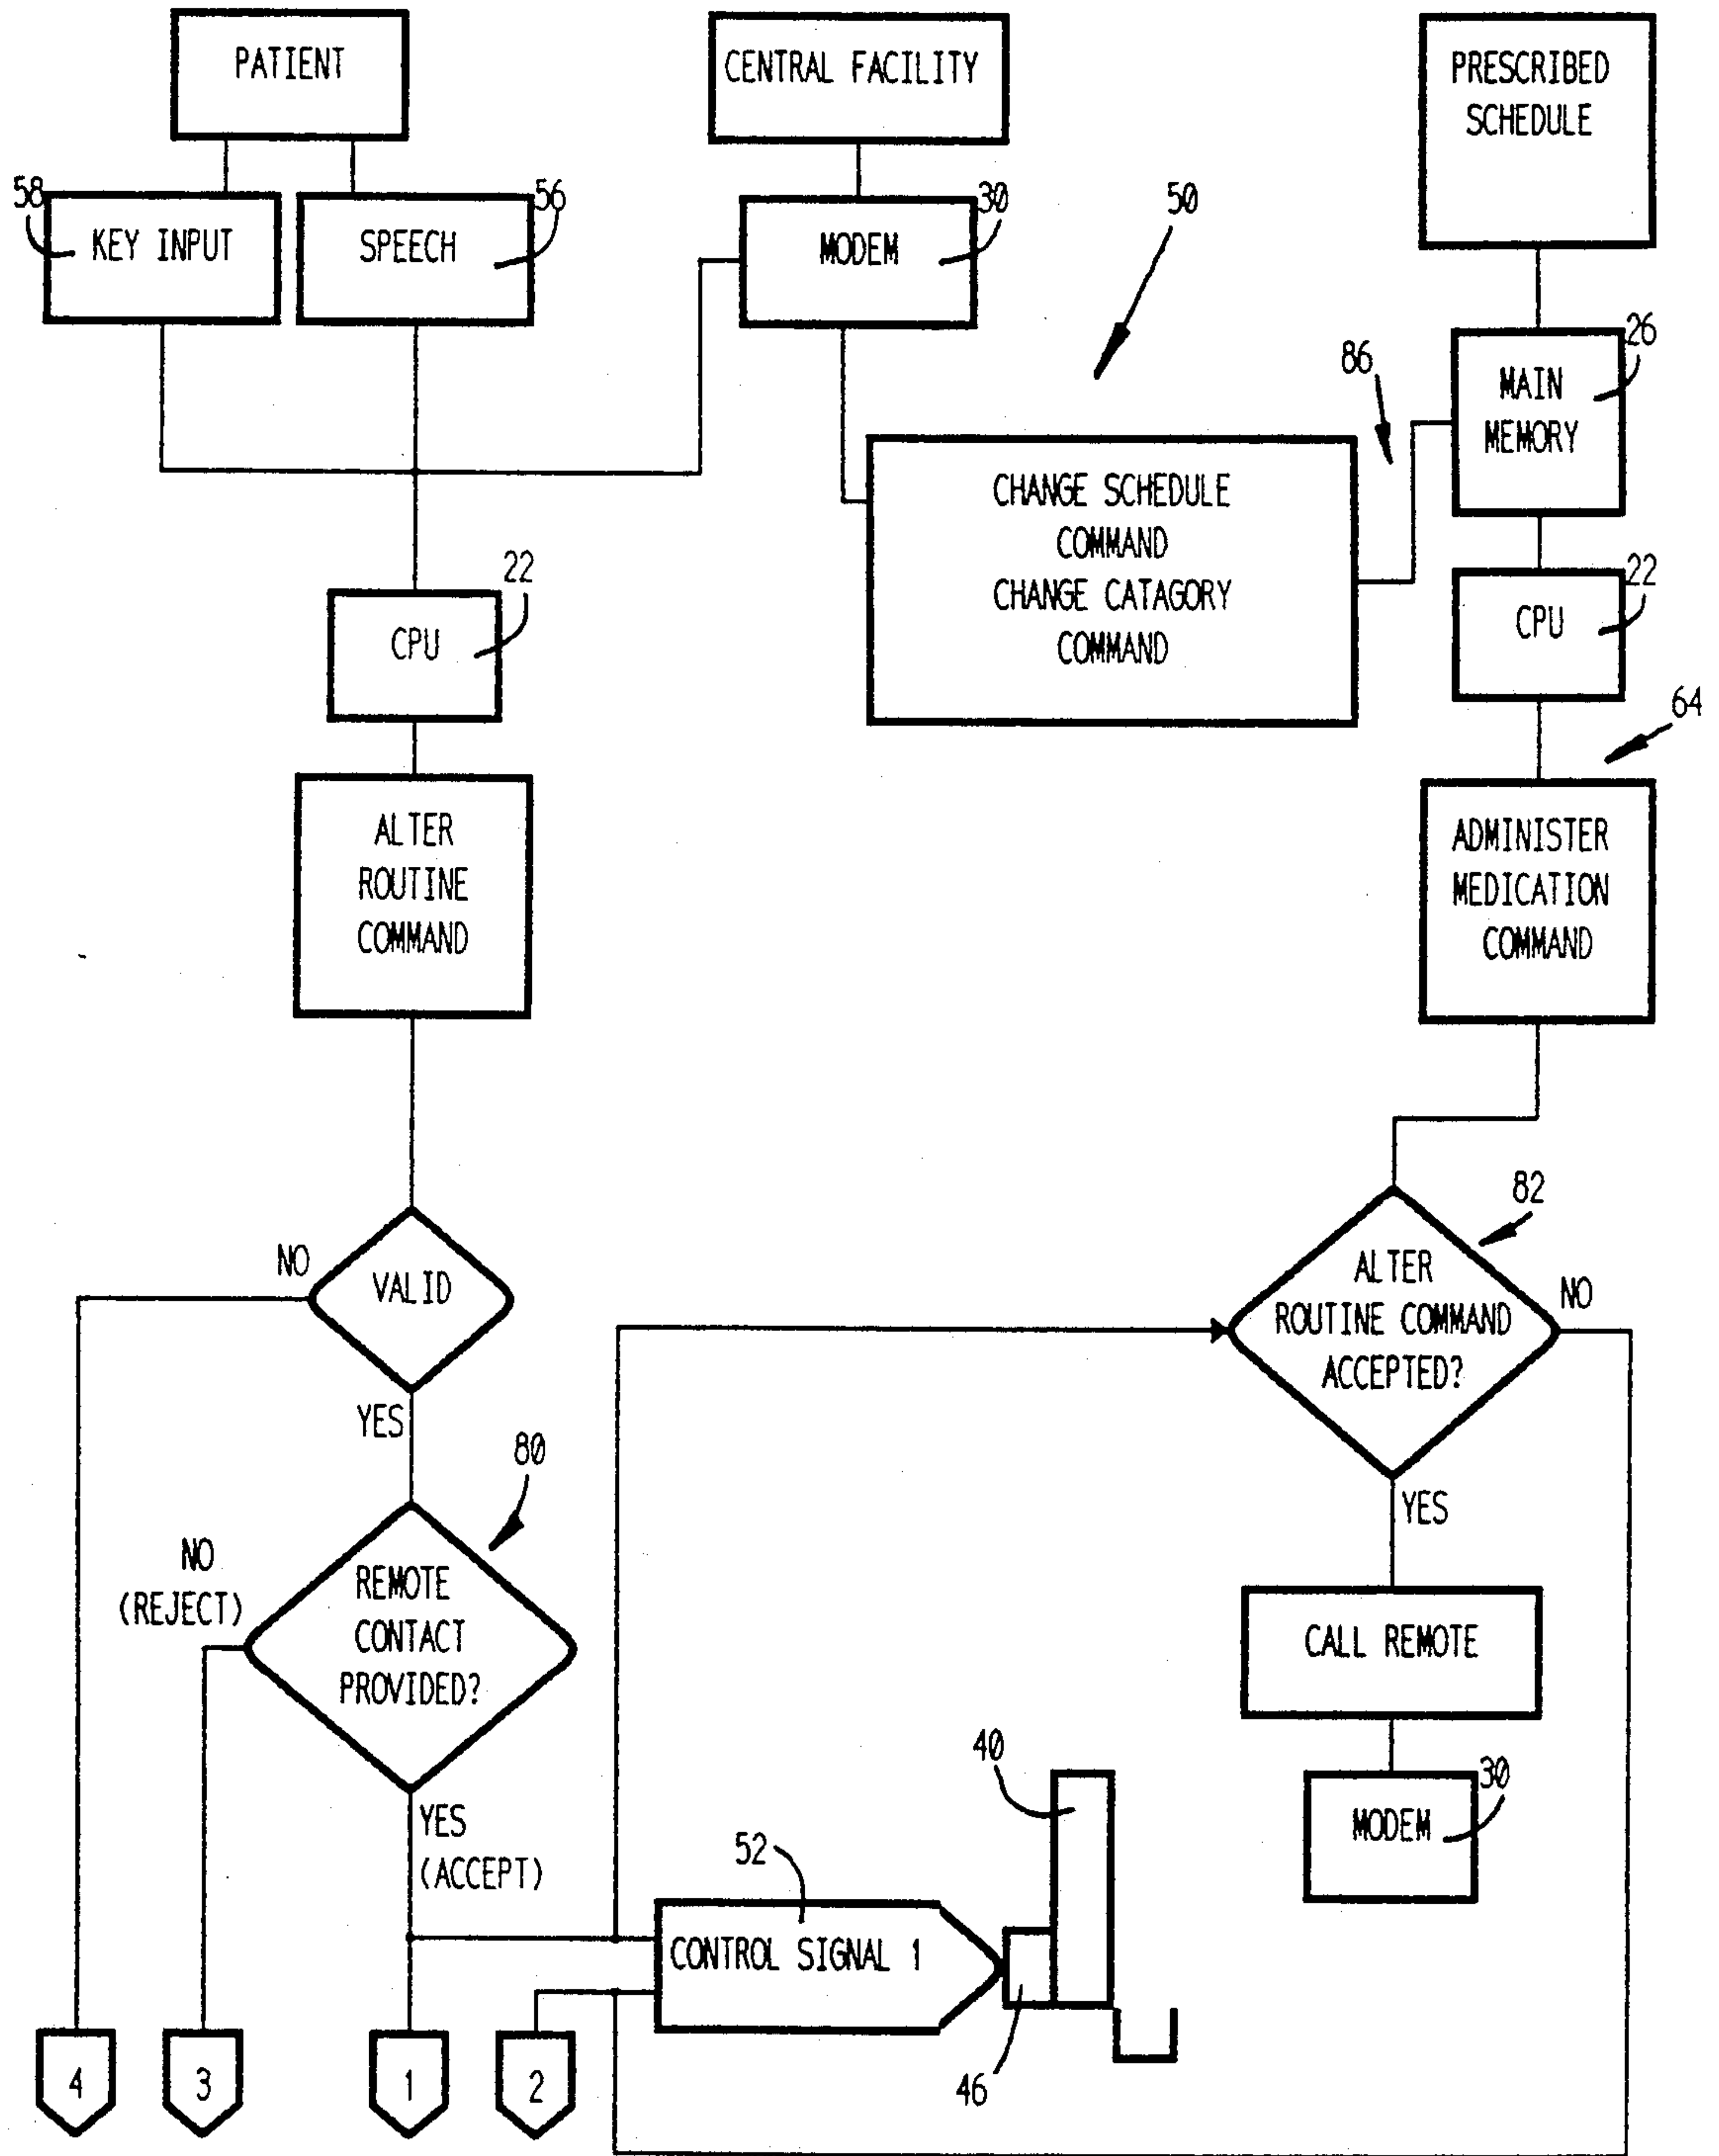 PATIENT
CENTRAL FACILITY
PRESCRIBED
SCHEDULE
58
KEY INPUT
56
SPEECH
30
MODEM
50
86
26
MAIN
MEMORY
CHANGE SCHEDULE
COMMAND
CHANGE CATAGORY
COMMAND
22
CPU
22
CPU
64
ALTER
ROUTINE
COMMAND
ADMINISTER
MEDICATION
COMMAND
82
NO
VALID
YES
ALTER
ROUTINE COMMAND
ACCEPTED?
NO
YES
80
NO
(REJECT)
REMOTE
CONTACT
PROVIDED?
YES
(ACCEPT)
CALL REMOTE
30
MODEM
40
52
CONTROL SIGNAL 1
46
4
3
1
2